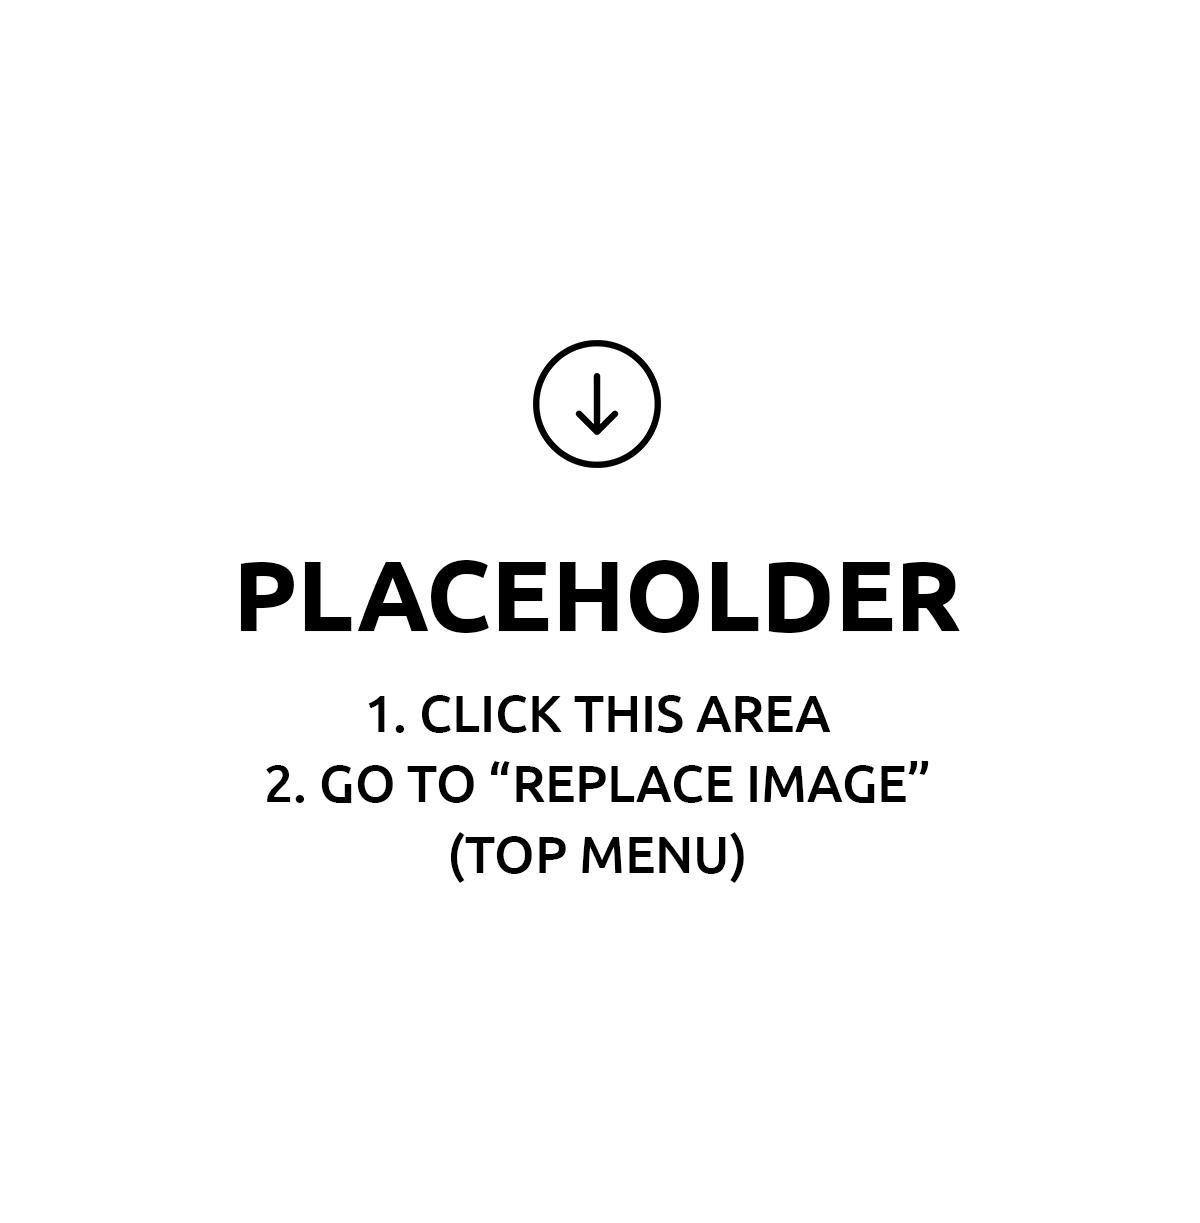 PLACEHOLDER
1. CLICK THIS AREA
2. GO TO “REPLACE IMAGE”
(TOP MENU)